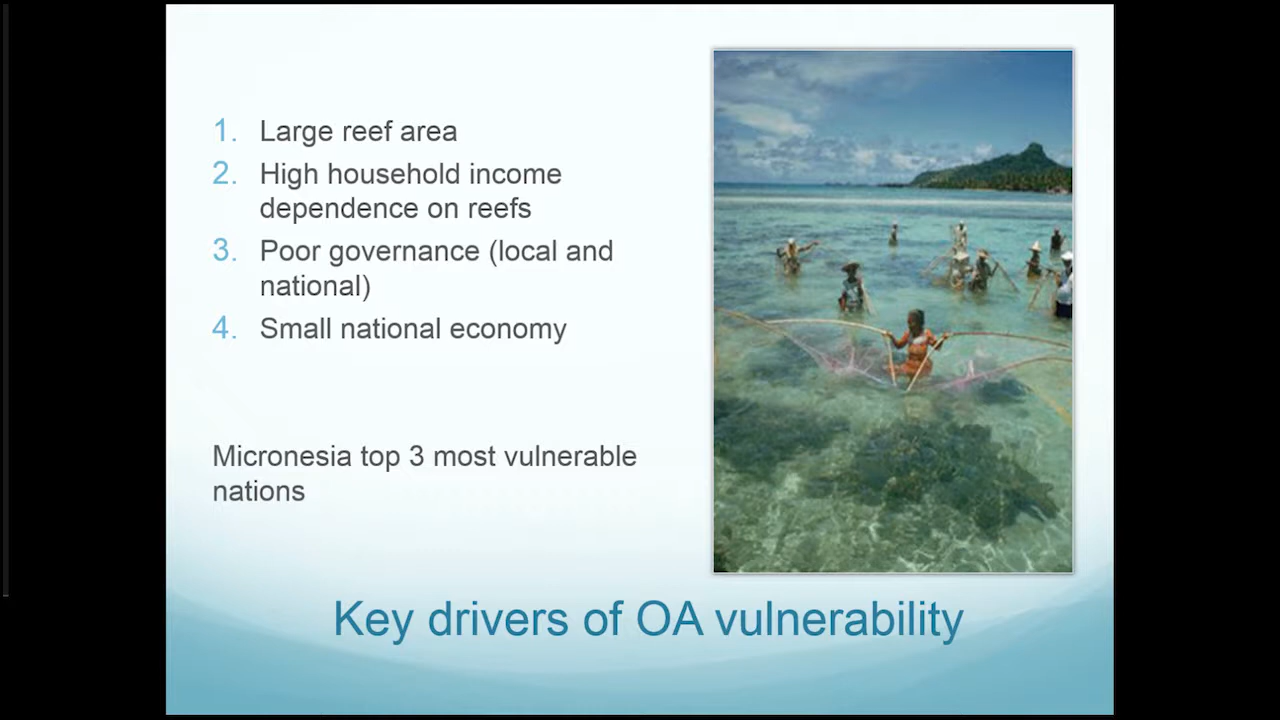 1. Large reef area
2. High household income
dependence on reefs
3. Poor governance (local and
national)
4. Small national economy
Micronesia top 3 most vulnerable
nations
Key drivers of OA vulnerability